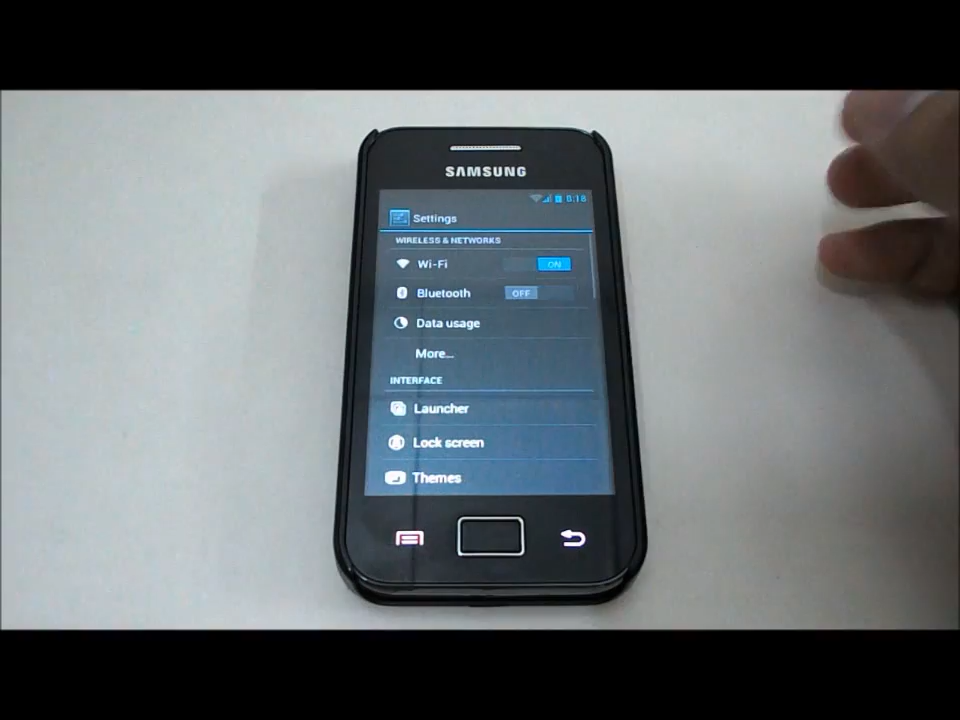 SAMSUNG
0:18
Settings
WIRELESS & NETWORKS
Wi-Fi ON
Bluetooth OFF
Data usage
More...
INTERFACE
Launcher
Lock screen
Themes